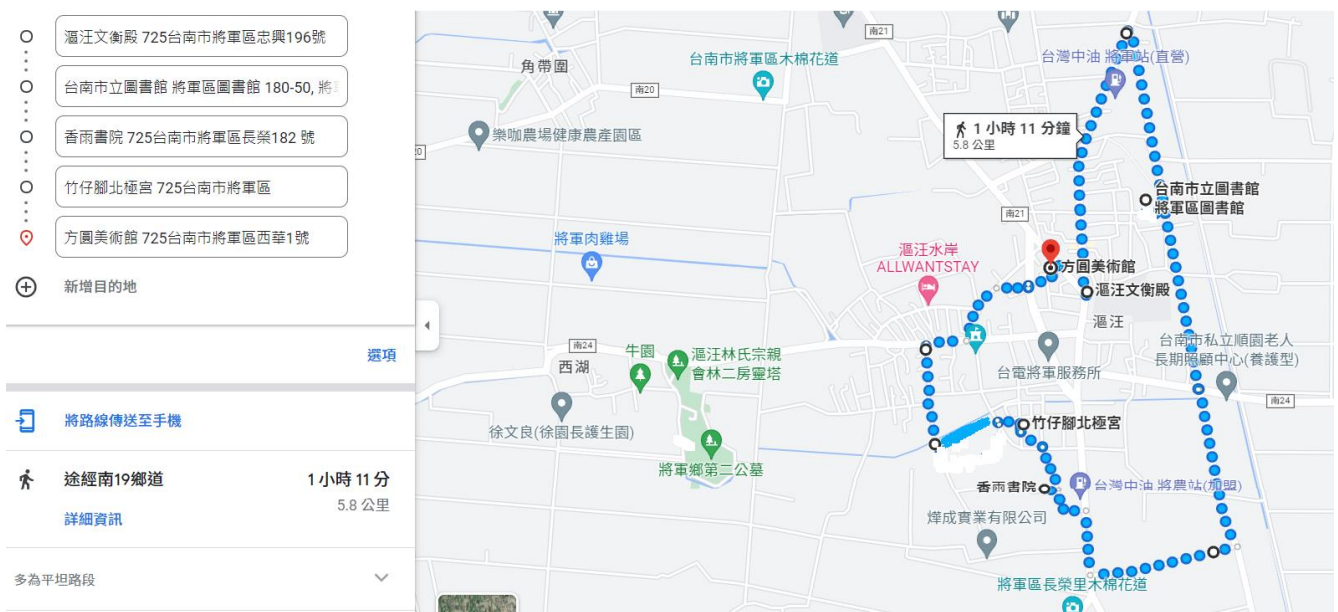 漚汪文衡殿 725台南市將軍區忠興196號
台南市立圖書館 將軍區圖書館 180-50, 將
香雨書院 725台南市將軍區長榮182 號
竹仔腳北極宮 725台南市將軍區
方圓美術館 725台南市將軍區西華1號
新增目的地
選項
將路線傳送至手機
途經南19鄉道
1 小時 11 分
5.8 公里
詳細資訊
多為平坦路段
南21
台灣中油 將軍站(直營)
角帶圍
台南市將軍區木棉花道
南20
1 小時 11 分鐘
5.8 公里
樂咖農場健康農產園區
台南市立圖書館
將軍區圖書館
南21
將軍肉雞場
漚汪水岸
ALLWANTSTAY
方圓美術館
漚汪文衡殿
漚汪
南24
牛園
漚汪林氏宗親
會林二房靈塔
西湖
台電將軍服務所
台南市私立順園老人
長期照顧中心(養護型)
南24
徐文良(徐園長護生園)
竹仔腳北極宮
將軍鄉第二公墓
香雨書院
台灣中油 將農站(加盟)
燁成實業有限公司
將軍區長榮里木棉花道